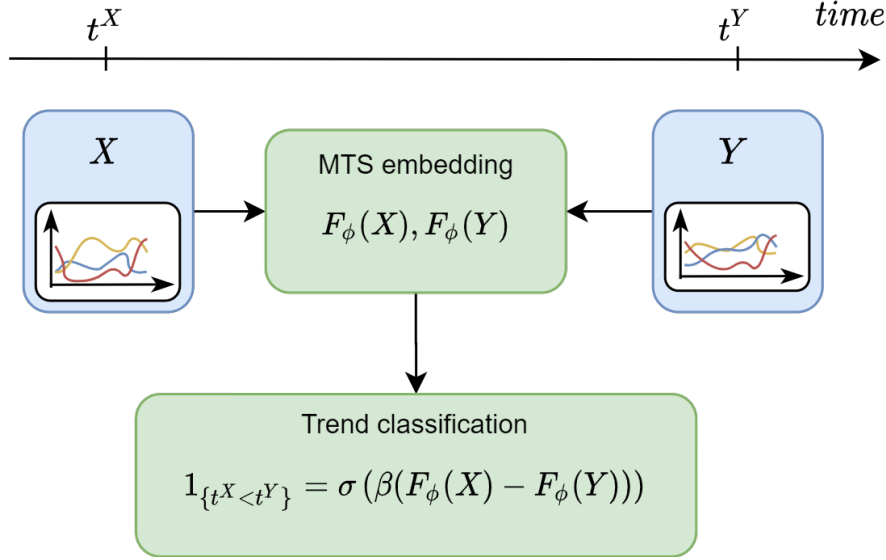 t^X t^Y time
X
MTS embedding
Y
F_ϕ(X), F_ϕ(Y)
Trend classification
1_{t^X<t^Y} = σ (β(F_ϕ(X) − F_ϕ(Y)))